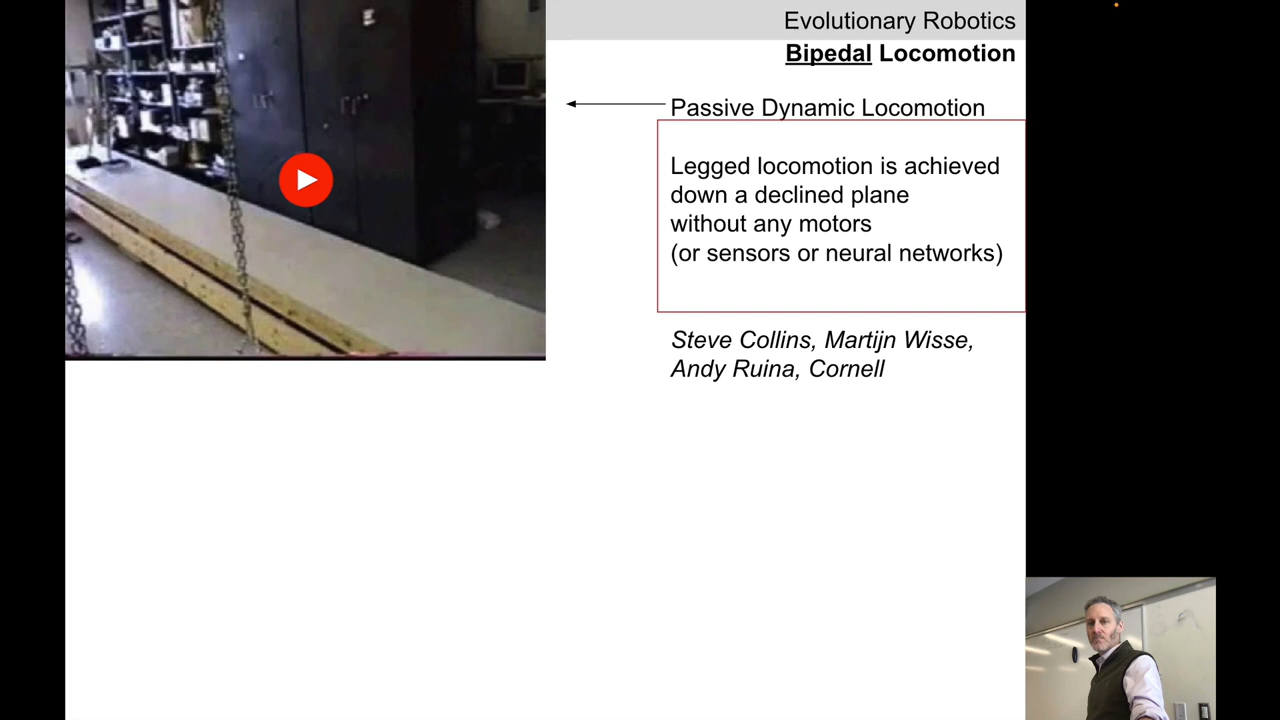 Evolutionary Robotics
Bipedal Locomotion
Passive Dynamic Locomotion
Legged locomotion is achieved
down a declined plane
without any motors
(or sensors or neural networks)
Steve Collins, Martijn Wisse,
Andy Ruina, Cornell